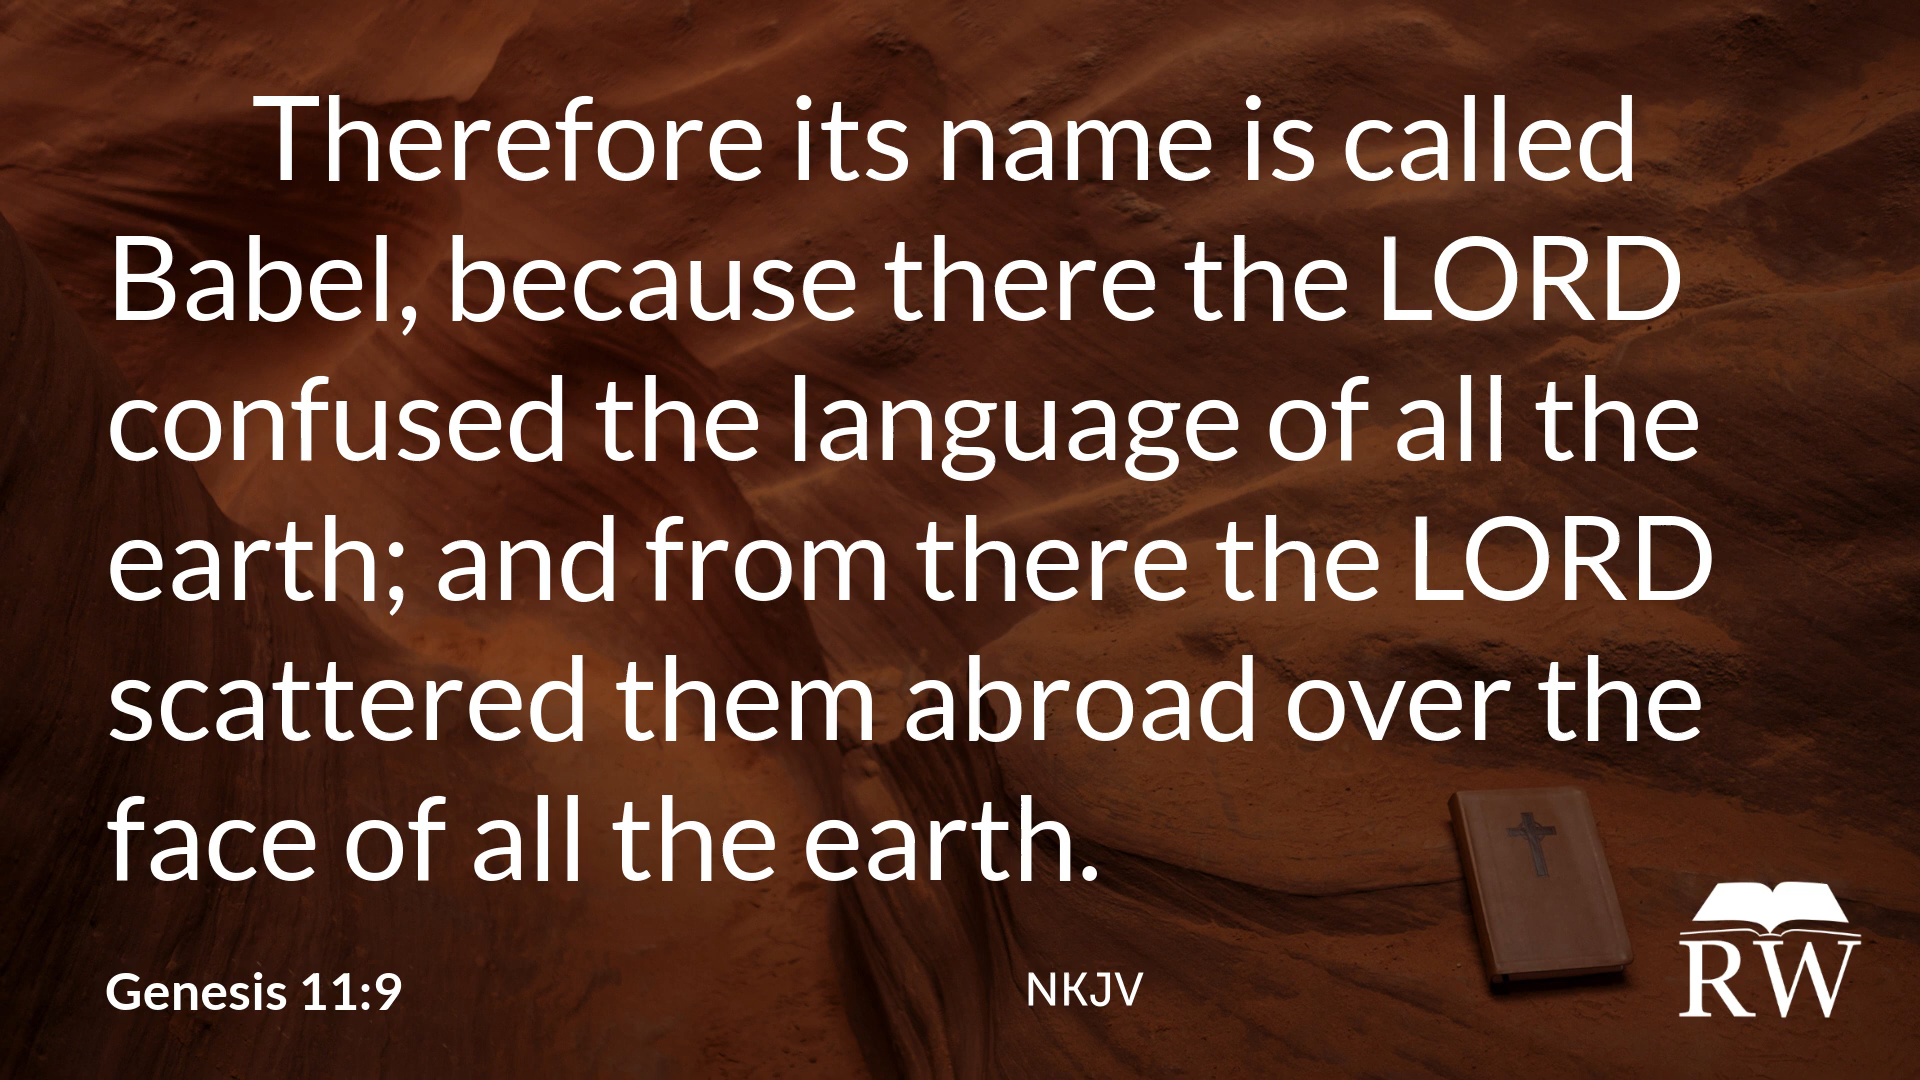 Therefore its name is called
Babel, because there the LORD
confused the language of all the
earth; and from there the LORD
scattered them abroad over the
face of all the earth.
Genesis 11:9
NKJV
RW